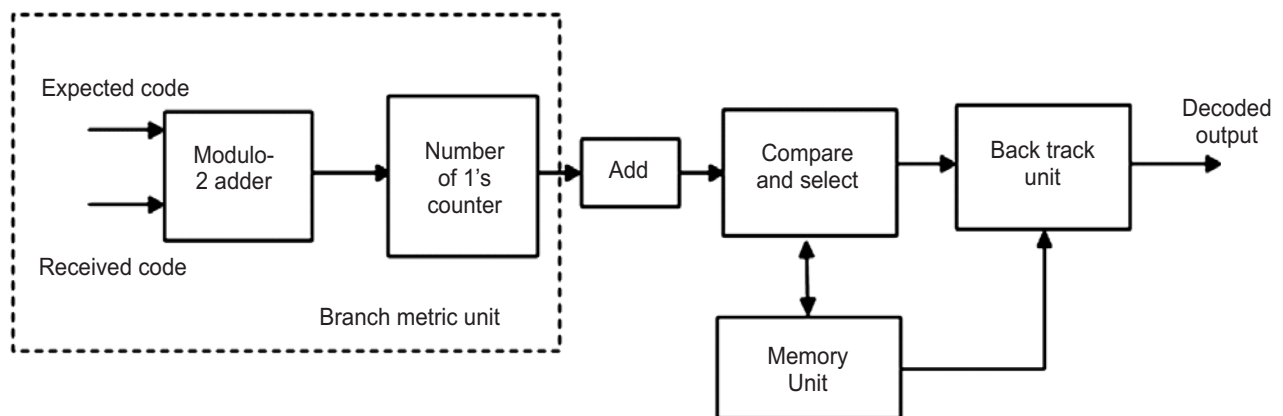 Expected code
Received code
Modulo-
2 adder
Number
of 1's
counter
Branch metric unit
Add
Compare
and select
Memory
Unit
Back track
unit
Decoded
output